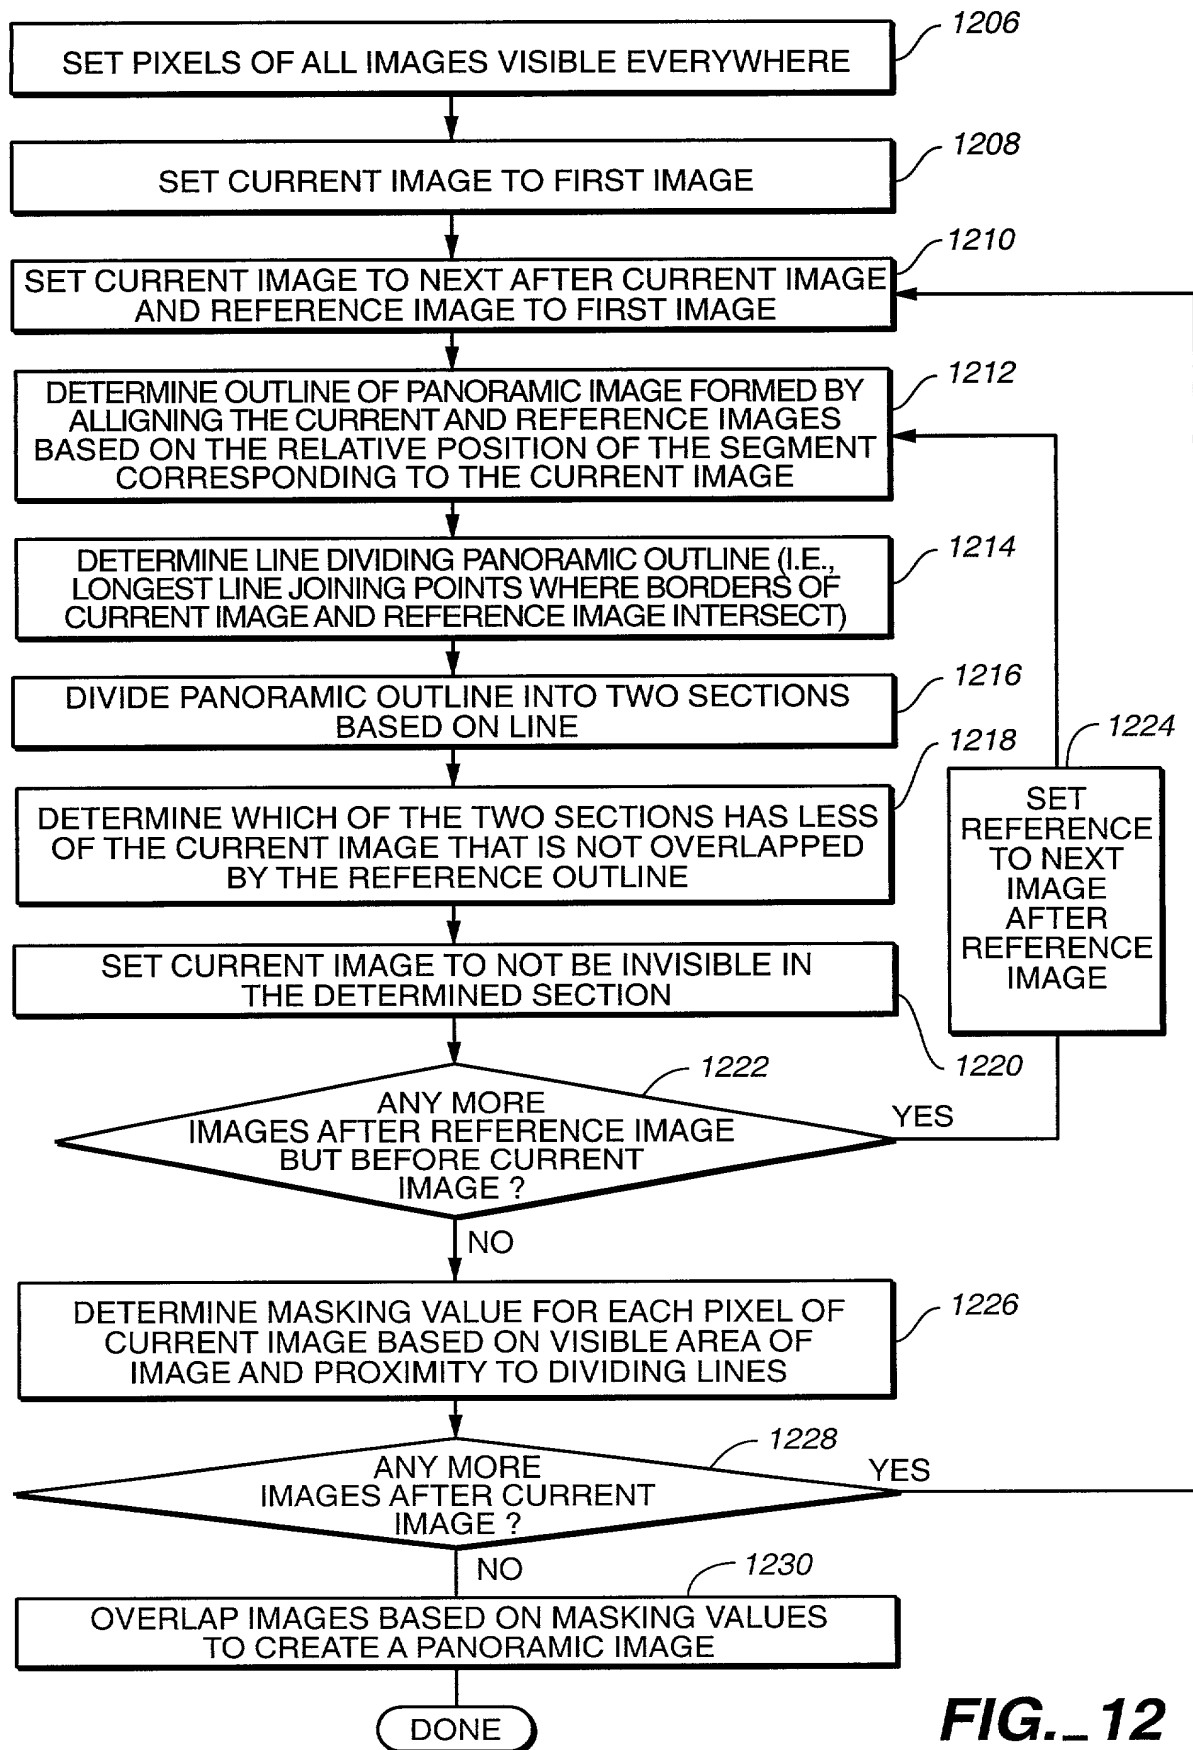 1206
SET PIXELS OF ALL IMAGES VISIBLE EVERYWHERE
1208
SET CURRENT IMAGE TO FIRST IMAGE
1210
SET CURRENT IMAGE TO NEXT AFTER CURRENT IMAGE
AND REFERENCE IMAGE TO FIRST IMAGE
1212
DETERMINE OUTLINE OF PANORAMIC IMAGE FORMED BY
ALLIGNING THE CURRENT AND REFERENCE IMAGES
BASED ON THE RELATIVE POSITION OF THE SEGMENT
CORRESPONDING TO THE CURRENT IMAGE
1214
DETERMINE LINE DIVIDING PANORAMIC OUTLINE (I.E.,
LONGEST LINE JOINING POINTS WHERE BORDERS OF
CURRENT IMAGE AND REFERENCE IMAGE INTERSECT)
1216
DIVIDE PANORAMIC OUTLINE INTO TWO SECTIONS
BASED ON LINE
1218
DETERMINE WHICH OF THE TWO SECTIONS HAS LESS
OF THE CURRENT IMAGE THAT IS NOT OVERLAPPED
BY THE REFERENCE OUTLINE
1224
SET
REFERENCE
TO NEXT
IMAGE
AFTER
REFERENCE
IMAGE
SET CURRENT IMAGE TO NOT BE INVISIBLE IN
THE DETERMINED SECTION
1220
1222
ANY MORE
IMAGES AFTER REFERENCE IMAGE
BUT BEFORE CURRENT
IMAGE ?
YES
NO
1226
DETERMINE MASKING VALUE FOR EACH PIXEL OF
CURRENT IMAGE BASED ON VISIBLE AREA OF
IMAGE AND PROXIMITY TO DIVIDING LINES
1228
ANY MORE
IMAGES AFTER CURRENT
IMAGE ?
YES
NO
1230
OVERLAP IMAGES BASED ON MASKING VALUES
TO CREATE A PANORAMIC IMAGE
DONE
FIG._12